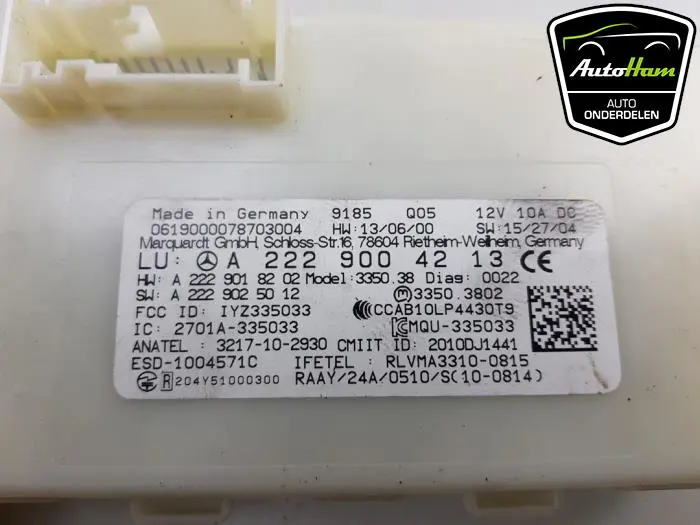 AutoHam
AUTO
ONDERDELEN
Made in Germany 9185 Q05 12V 10A DC
0619000078703004 HW:13/06/00 SW:15/27/04
Marquardt GmbH, Schloss-Str.16, 78604 Rietheim-Weilheim, Germany
LU: A 222 900 42 13 CE
HW: A 222 901 82 02 Model: 3350.38 Diag: 0022
SW: A 222 902 50 12 M 3350.3802
FCC ID: IYZ335033 CCAB10LP4430T9
IC: 2701A-335033 MQU-335033
ANATEL: 3217-10-2930 CMIIT ID: 2010DJ1441
ESD-1004571C IFETEL: RLVMA3310-0815
R 204Y51000300 RAAY/24A/0510/S(10-0814)